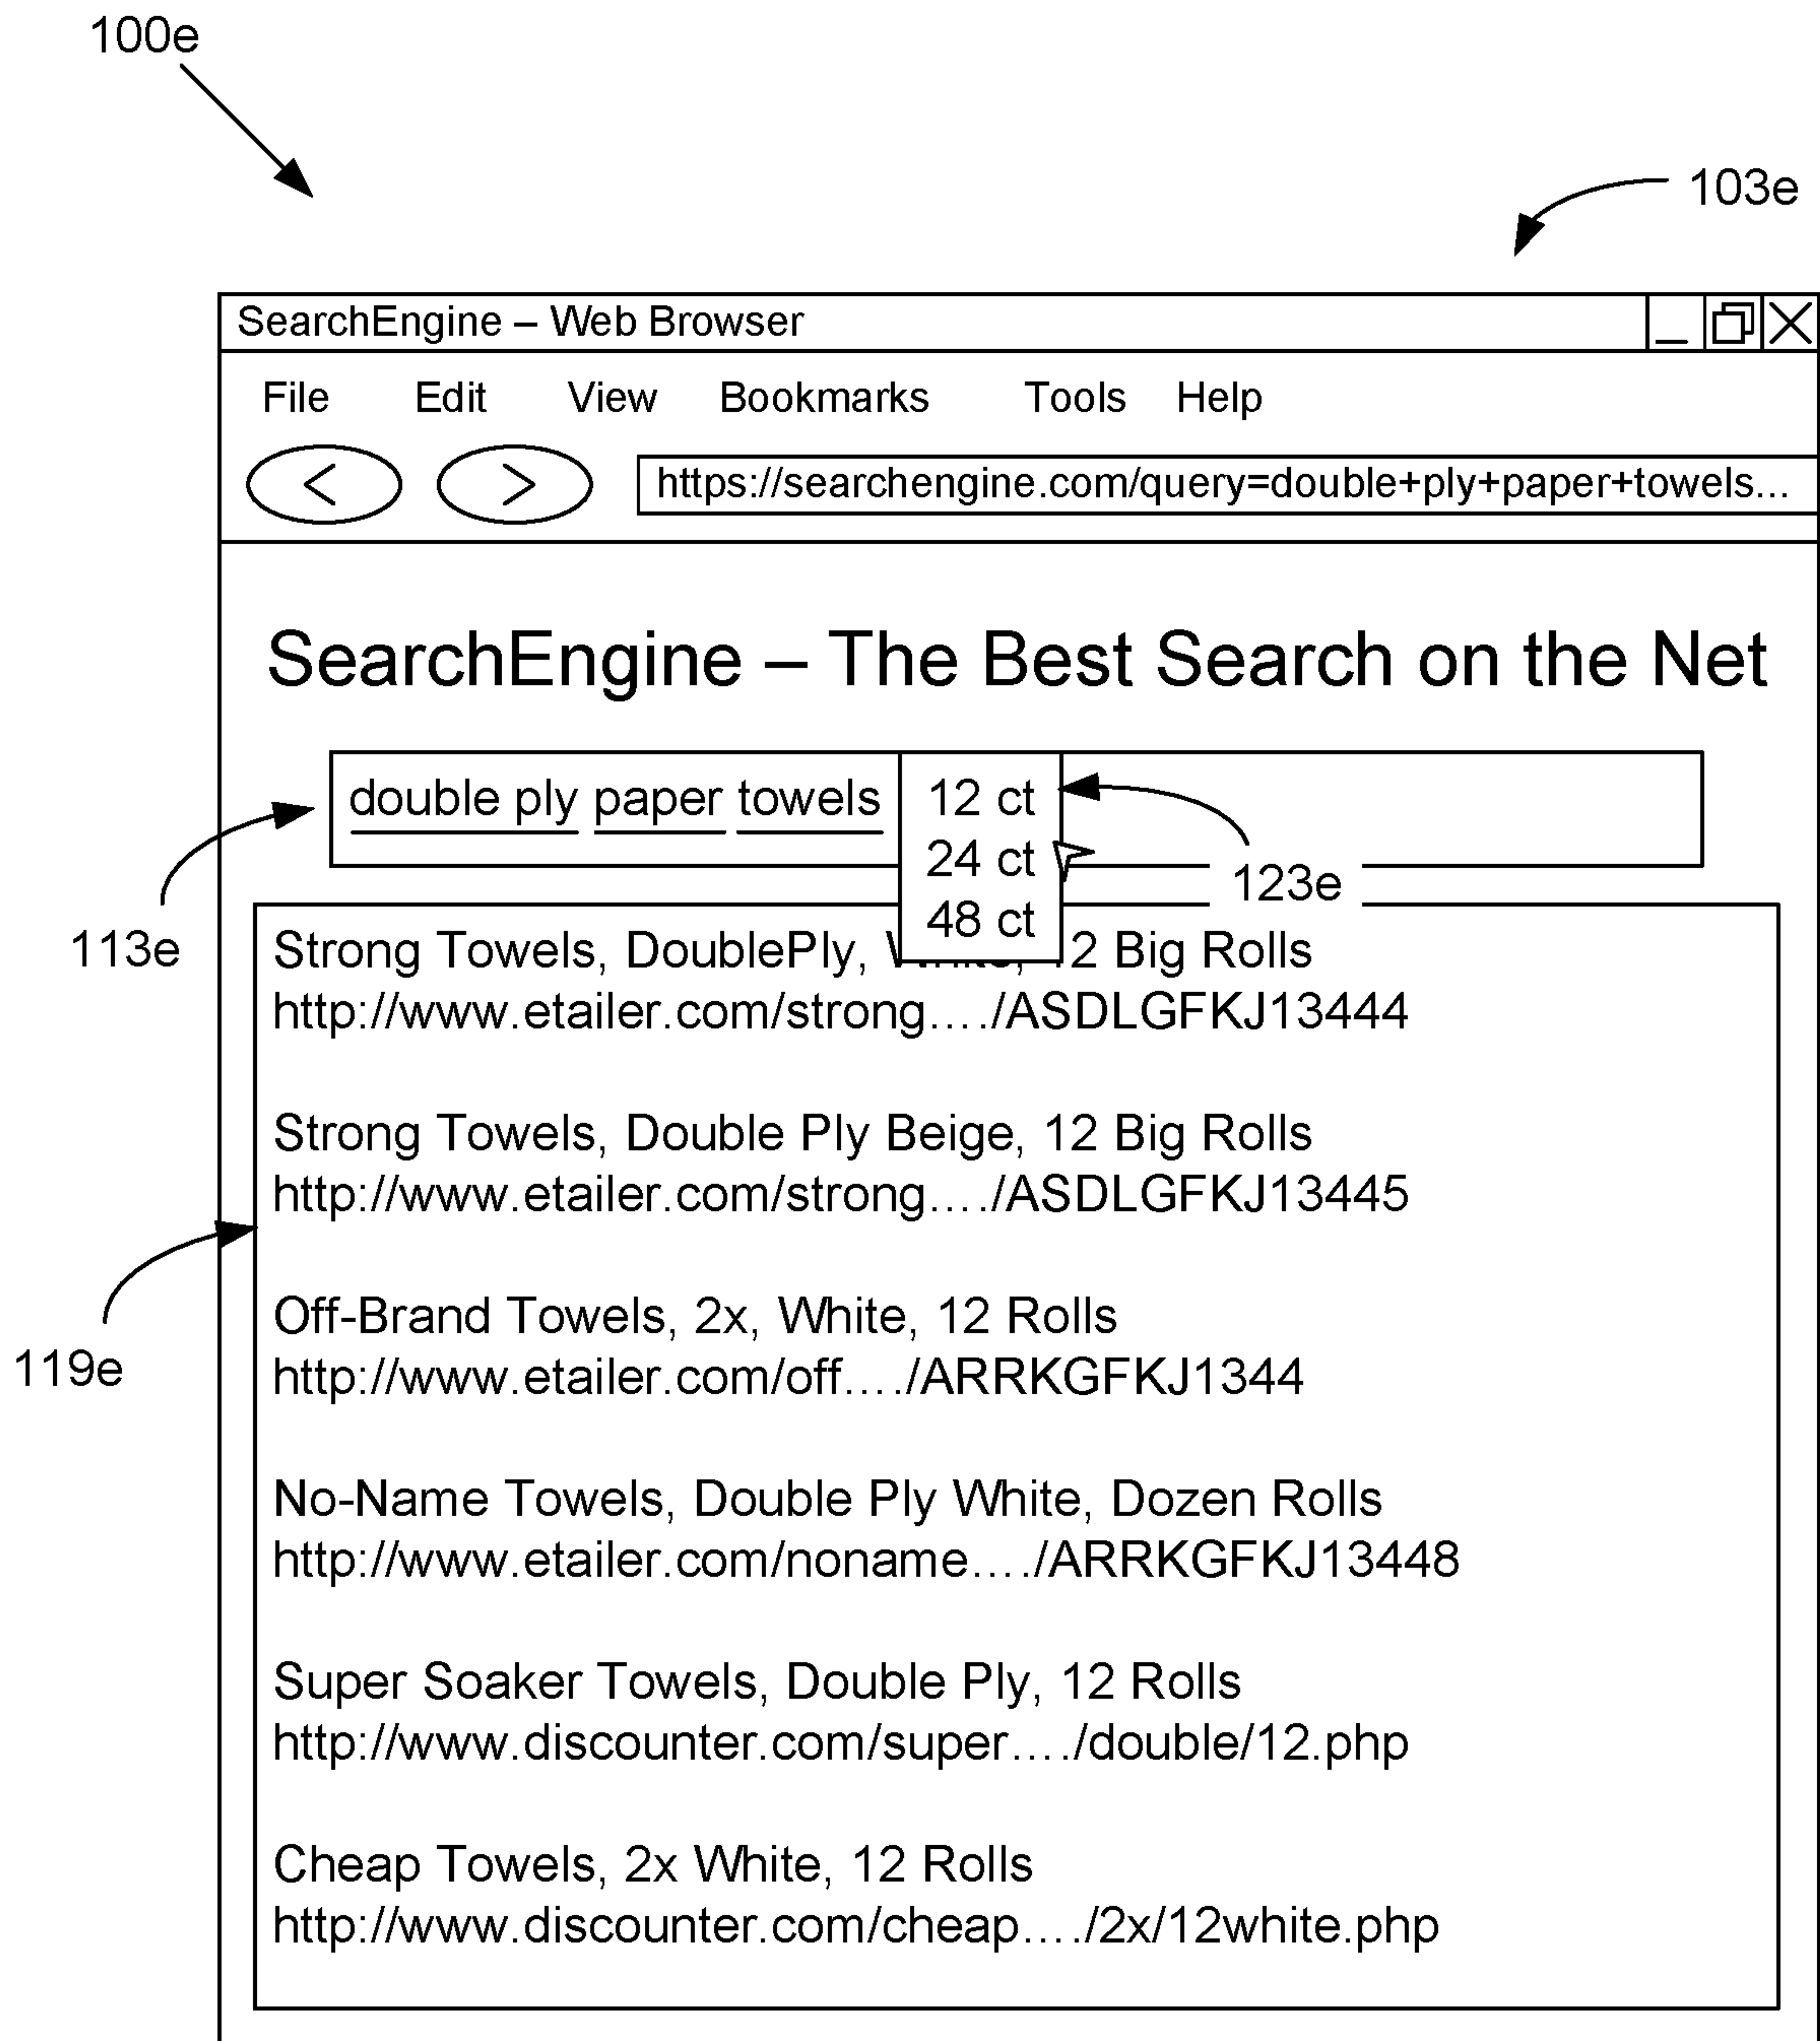 100e
103e
SearchEngine – Web Browser
File Edit View Bookmarks Tools Help
< > https://searchengine.com/query=double+ply+paper+towels...
SearchEngine – The Best Search on the Net
double ply paper towels 12 ct
24 ct
48 ct
123e
113e
Strong Towels, DoublePly, 2 Big Rolls
http://www.etailer.com/strong…./ASDLGFKJ13444
Strong Towels, Double Ply Beige, 12 Big Rolls
http://www.etailer.com/strong…./ASDLGFKJ13445
119e
Off-Brand Towels, 2x, White, 12 Rolls
http://www.etailer.com/off…./ARRKGFKJ1344
No-Name Towels, Double Ply White, Dozen Rolls
http://www.etailer.com/noname…./ARRKGFKJ13448
Super Soaker Towels, Double Ply, 12 Rolls
http://www.discounter.com/super…./double/12.php
Cheap Towels, 2x White, 12 Rolls
http://www.discounter.com/cheap…./2x/12white.php